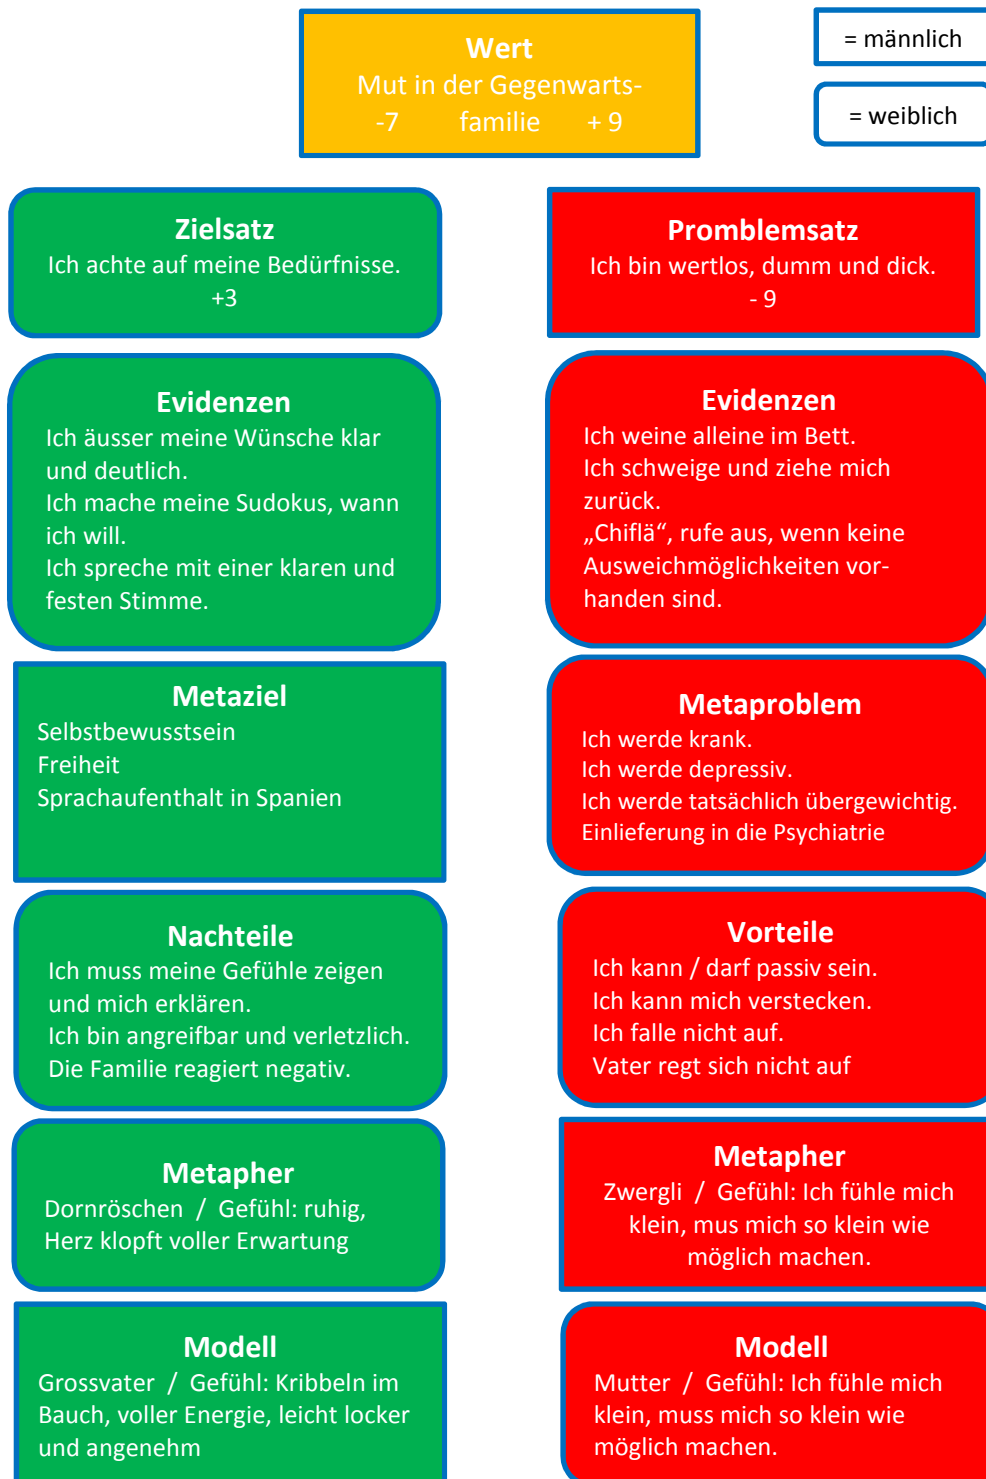 Wert
Mut in der Gegenwarts-
-7 familie + 9
= männlich
= weiblich
Zielsatz
Ich achte auf meine Bedürfnisse.
+3
Promblemsatz
Ich bin wertlos, dumm und dick.
- 9
Evidenzen
Ich äusser meine Wünsche klar
und deutlich.
Ich mache meine Sudokus, wann
ich will.
Ich spreche mit einer klaren und
festen Stimme.
Evidenzen
Ich weine alleine im Bett.
Ich schweige und ziehe mich
zurück.
„Chiflä“, rufe aus, wenn keine
Ausweichmöglichkeiten vor-
handen sind.
Metaziel
Selbstbewusstsein
Freiheit
Sprachaufenthalt in Spanien
Metaproblem
Ich werde krank.
Ich werde depressiv.
Ich werde tatsächlich übergewichtig.
Einlieferung in die Psychiatrie
Nachteile
Ich muss meine Gefühle zeigen
und mich erklären.
Ich bin angreifbar und verletzlich.
Die Familie reagiert negativ.
Vorteile
Ich kann / darf passiv sein.
Ich kann mich verstecken.
Ich falle nicht auf.
Vater regt sich nicht auf
Metapher
Dornröschen / Gefühl: ruhig,
Herz klopft voller Erwartung
Metapher
Zwergli / Gefühl: Ich fühle mich
klein, mus mich so klein wie
möglich machen.
Modell
Grossvater / Gefühl: Kribbeln im
Bauch, voller Energie, leicht locker
und angenehm
Modell
Mutter / Gefühl: Ich fühle mich
klein, muss mich so klein wie
möglich machen.